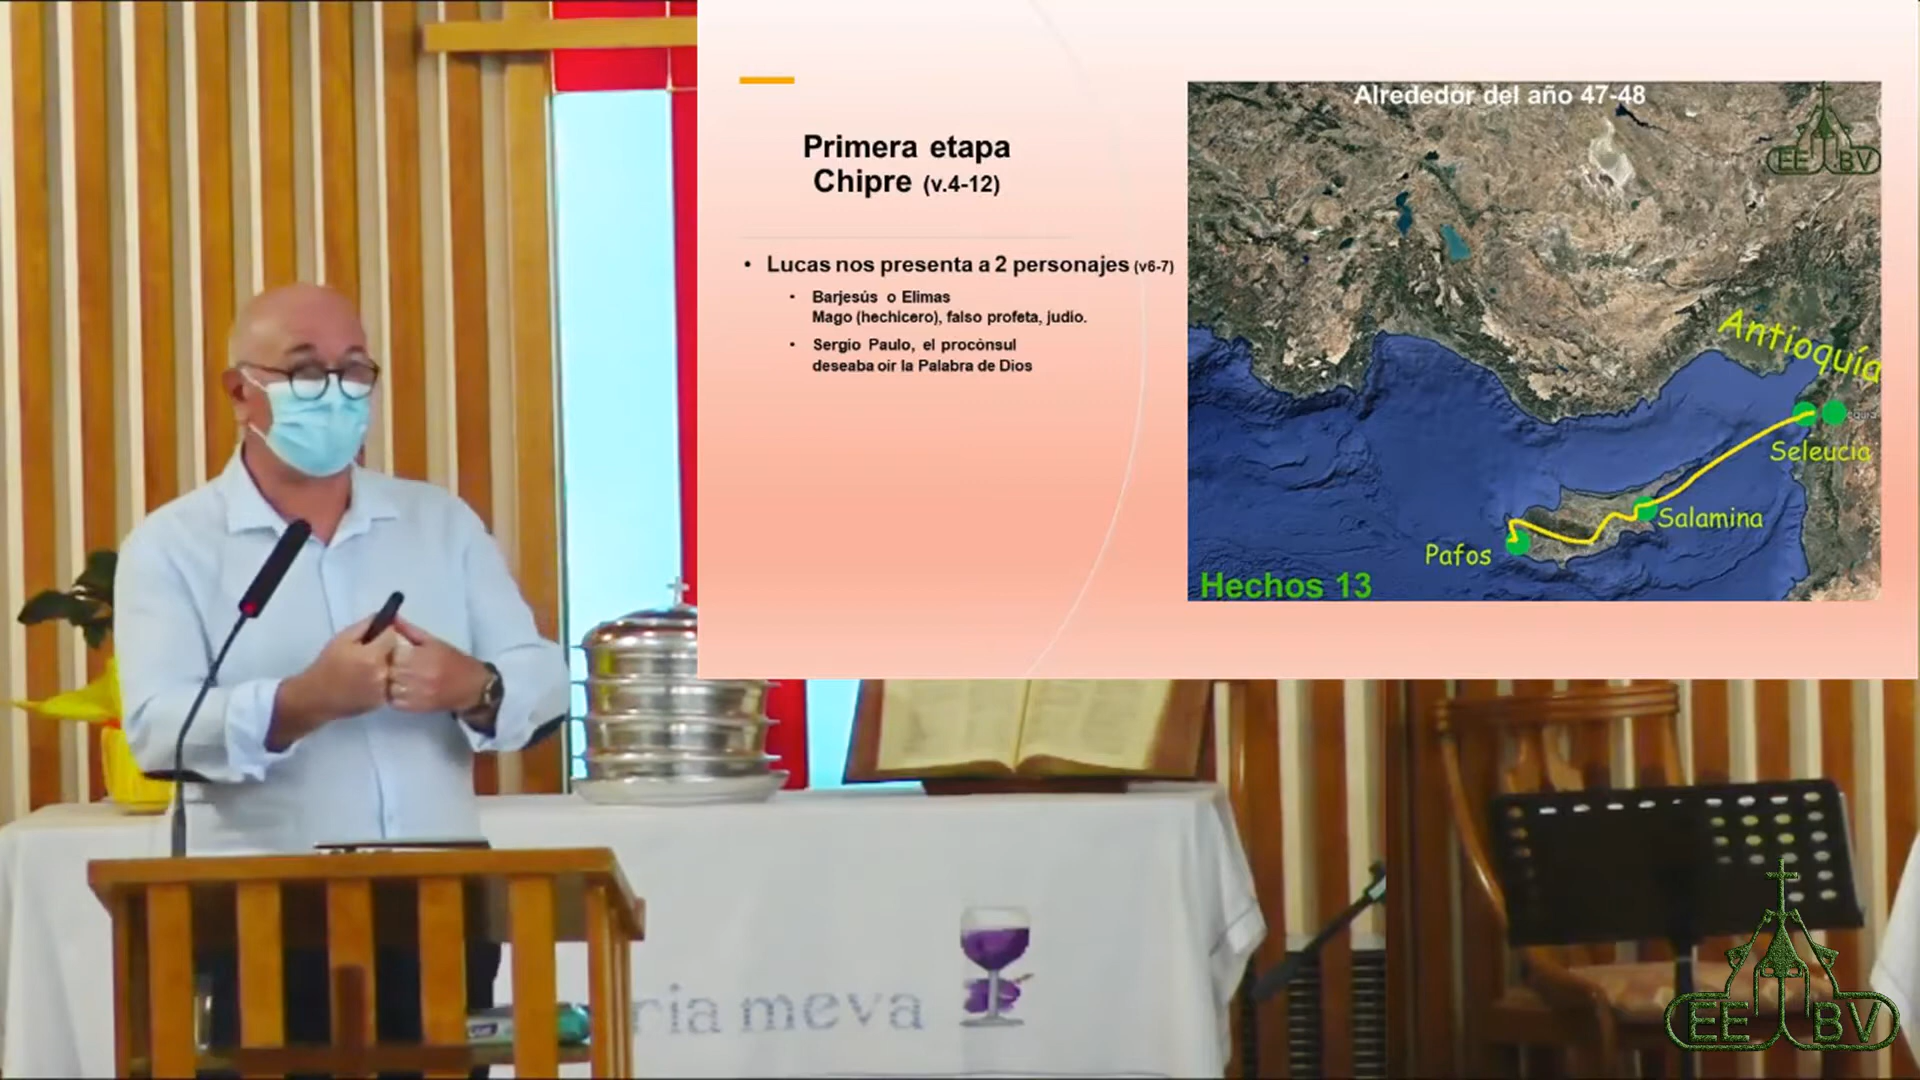 Primera etapa
Chipre (v.4-12)
• Lucas nos presenta a 2 personajes (v6-7)
• Barjesús o Elimas
Mago (hechicero), falso profeta, judio.
• Sergio Paulo, el procónsul
deseaba oir la Palabra de Dios
Alrededor del año 47-48
EE BV
Antioquía
Seleucia
Salamina
Pafos
Hechos 13
ria meva
EE BV